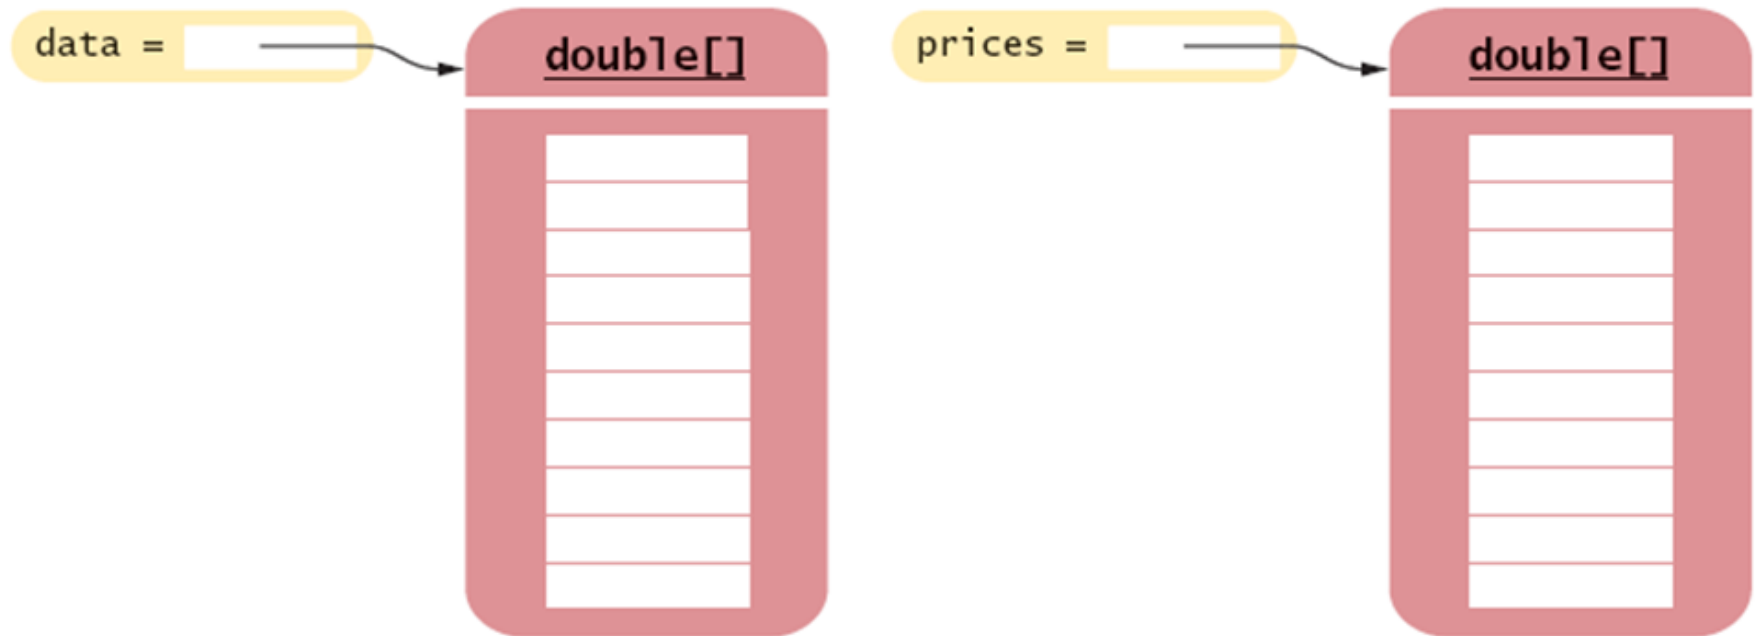 data =
double[]
prices =
double[]